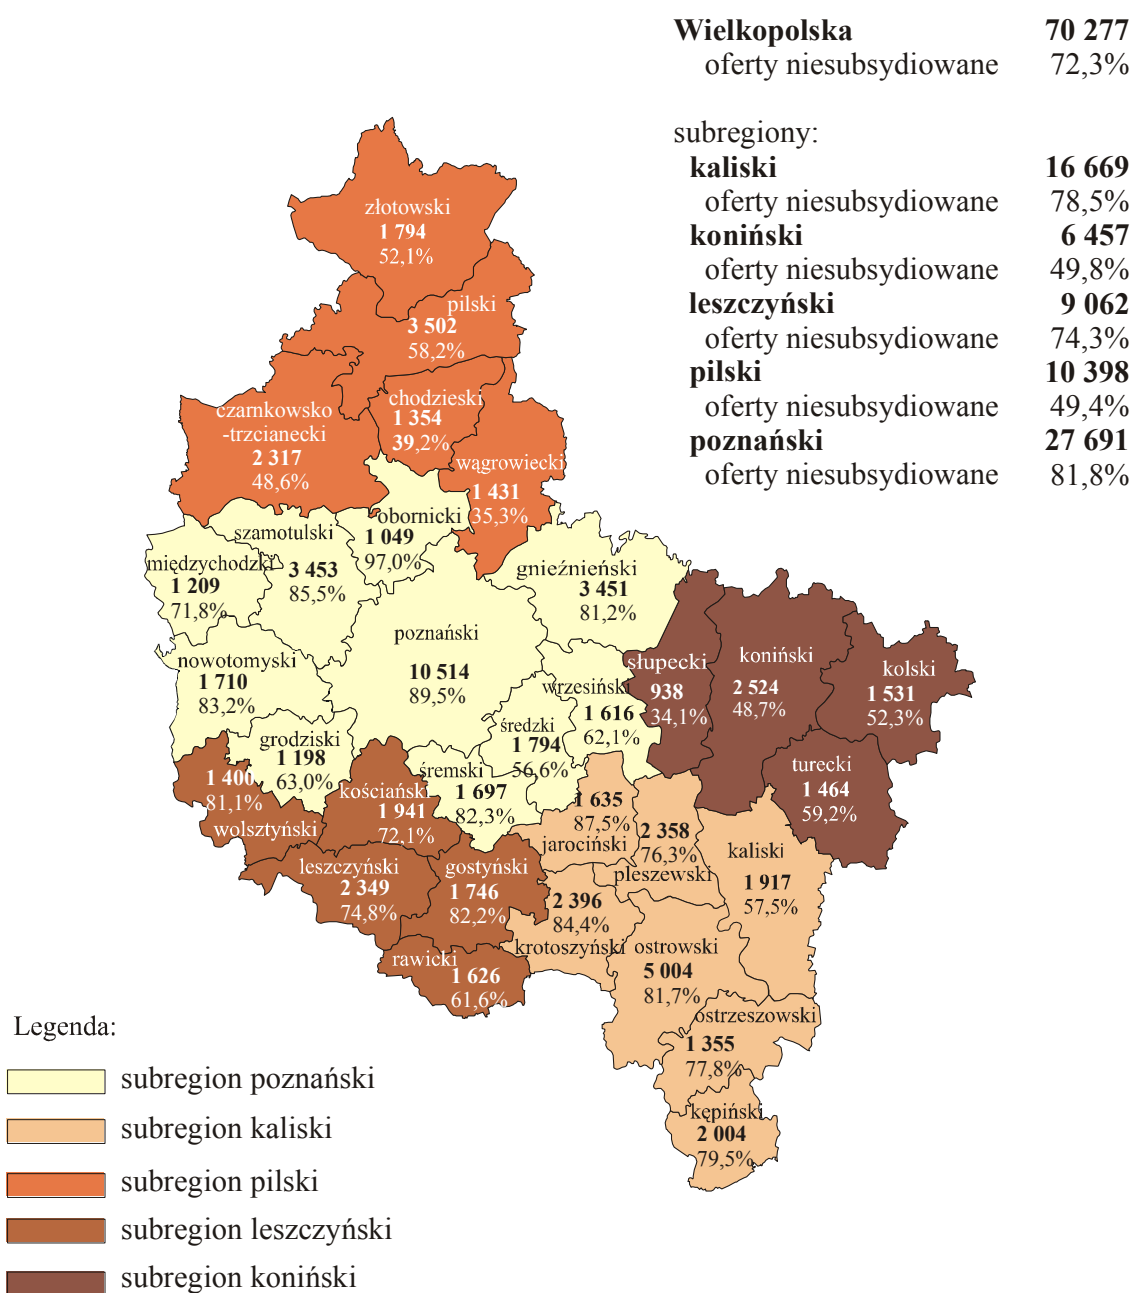 Wielkopolska 70 277
oferty niesubsydiowane 72,3%
subregiony:
kaliski 16 669
oferty niesubsydiowane 78,5%
koniński 6 457
oferty niesubsydiowane 49,8%
leszczyński 9 062
oferty niesubsydiowane 74,3%
pilski 10 398
oferty niesubsydiowane 49,4%
poznański 27 691
oferty niesubsydiowane 81,8%
złotowski
1 794
52,1%
pilski
3 502
58,2%
czarnkowsko
-trzcianecki
2 317
48,6%
chodzieski
1 354
39,2%
wągrowiecki
1 431
35,3%
obornicki
1 049
97,0%
szamotulski
3 453
85,5%
międzychodzki
1 209
71,8%
gnieźnieński
3 451
81,2%
poznański
10 514
89,5%
nowotomyski
1 710
83,2%
grodziski
1 198
63,0%
wrzesiński
1 616
62,1%
średzki
1 794
56,6%
śremski
1 697
82,3%
słupecki
938
34,1%
koniński
2 524
48,7%
kolski
1 531
52,3%
turecki
1 464
59,2%
1 400
81,1%
wolsztyński
kościański
1 941
72,1%
leszczyński
2 349
74,8%
gostyński
1 746
82,2%
rawicki
1 626
61,6%
1 635
87,5%
jarociński
2 358
76,3%
pleszewski
kaliski
1 917
57,5%
2 396
84,4%
krotoszyński
ostrowski
5 004
81,7%
ostrzeszowski
1 355
77,8%
kępiński
2 004
79,5%
Legenda:
subregion poznański
subregion kaliski
subregion pilski
subregion leszczyński
subregion koniński